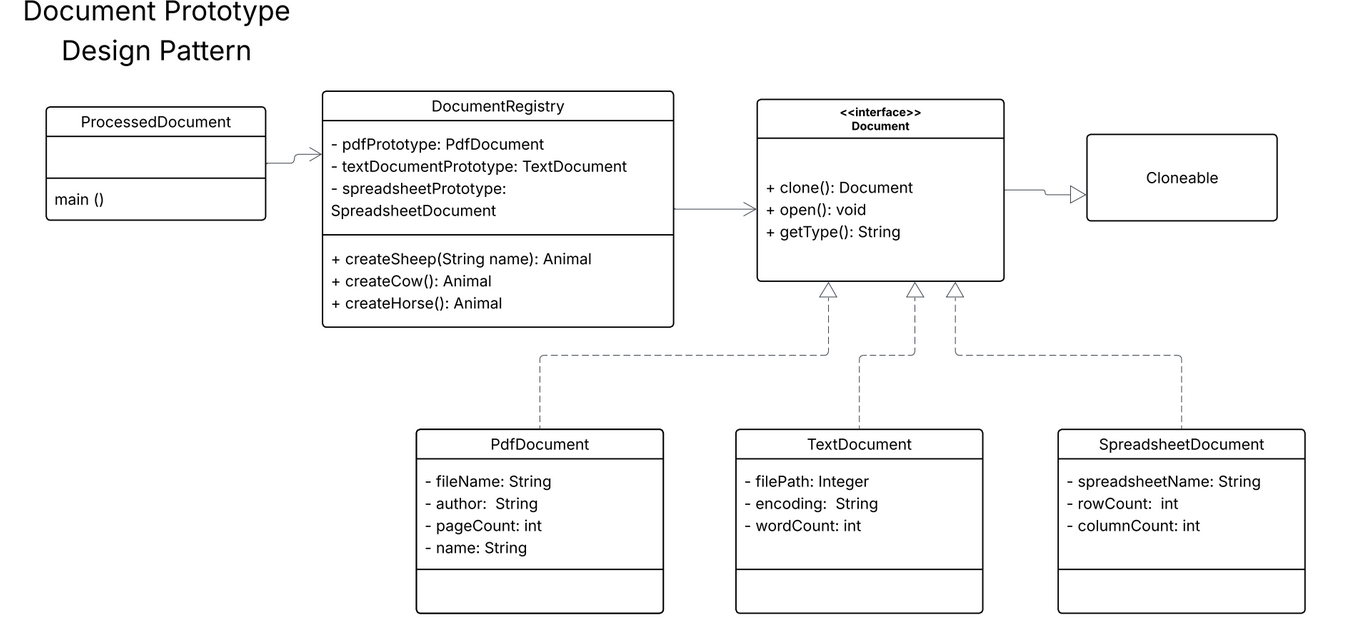 Document Prototype
Design Pattern
ProcessedDocument
main ()
DocumentRegistry
- pdfPrototype: PdfDocument
- textDocumentPrototype: TextDocument
- spreadsheetPrototype:
SpreadsheetDocument
+ createSheep(String name): Animal
+ createCow(): Animal
+ createHorse(): Animal
<<interface>>
Document
+ clone(): Document
+ open(): void
+ getType(): String
Cloneable
PdfDocument
- fileName: String
- author:  String
- pageCount: int
- name: String
TextDocument
- filePath: Integer
- encoding:  String
- wordCount: int
SpreadsheetDocument
- spreadsheetName: String
- rowCount:  int
- columnCount: int